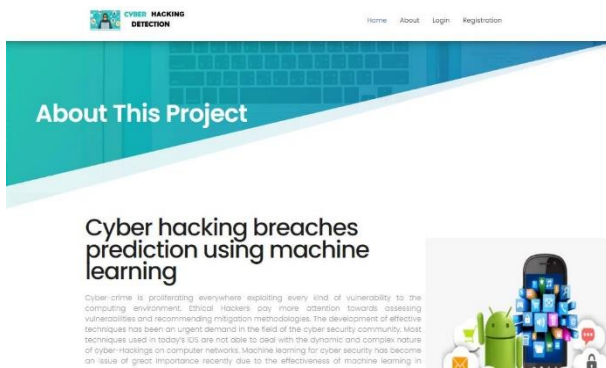 CYBER HACKING
DETECTION
Home About Login Registration
About This Project
Cyber hacking breaches
prediction using machine
learning
Cyber-crime is proliferating everywhere exploiting every kind of vulnerability to the
computing environment. Ethical Hackers pay more attention towards assessing
vulnerabilities and recommending mitigation methodologies. The development of effective
techniques has been an urgent demand in the field of the cyber security community. Most
techniques used in today's IDS are not able to deal with the dynamic and complex nature
of cyber-Hackings on computer networks. Machine learning for cyber security has become
an issue of great importance recently due to the effectiveness of machine learning in